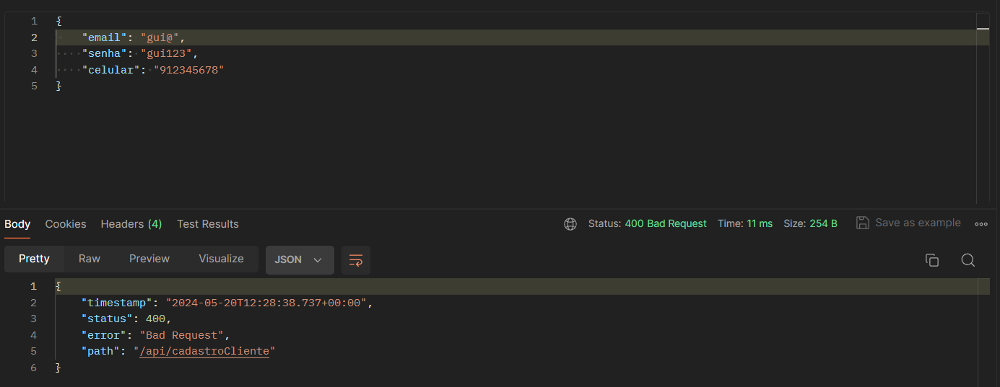 1 {
2 "email": "gui@",
3 "senha": "gui123",
4 "celular": "912345678"
5 }
Body Cookies Headers (4) Test Results Status: 400 Bad Request Time: 11 ms Size: 254 B Save as example
Pretty Raw Preview Visualize JSON
1 {
2 "timestamp": "2024-05-20T12:28:38.737+00:00",
3 "status": 400,
4 "error": "Bad Request",
5 "path": "/api/cadastroCliente"
6 }